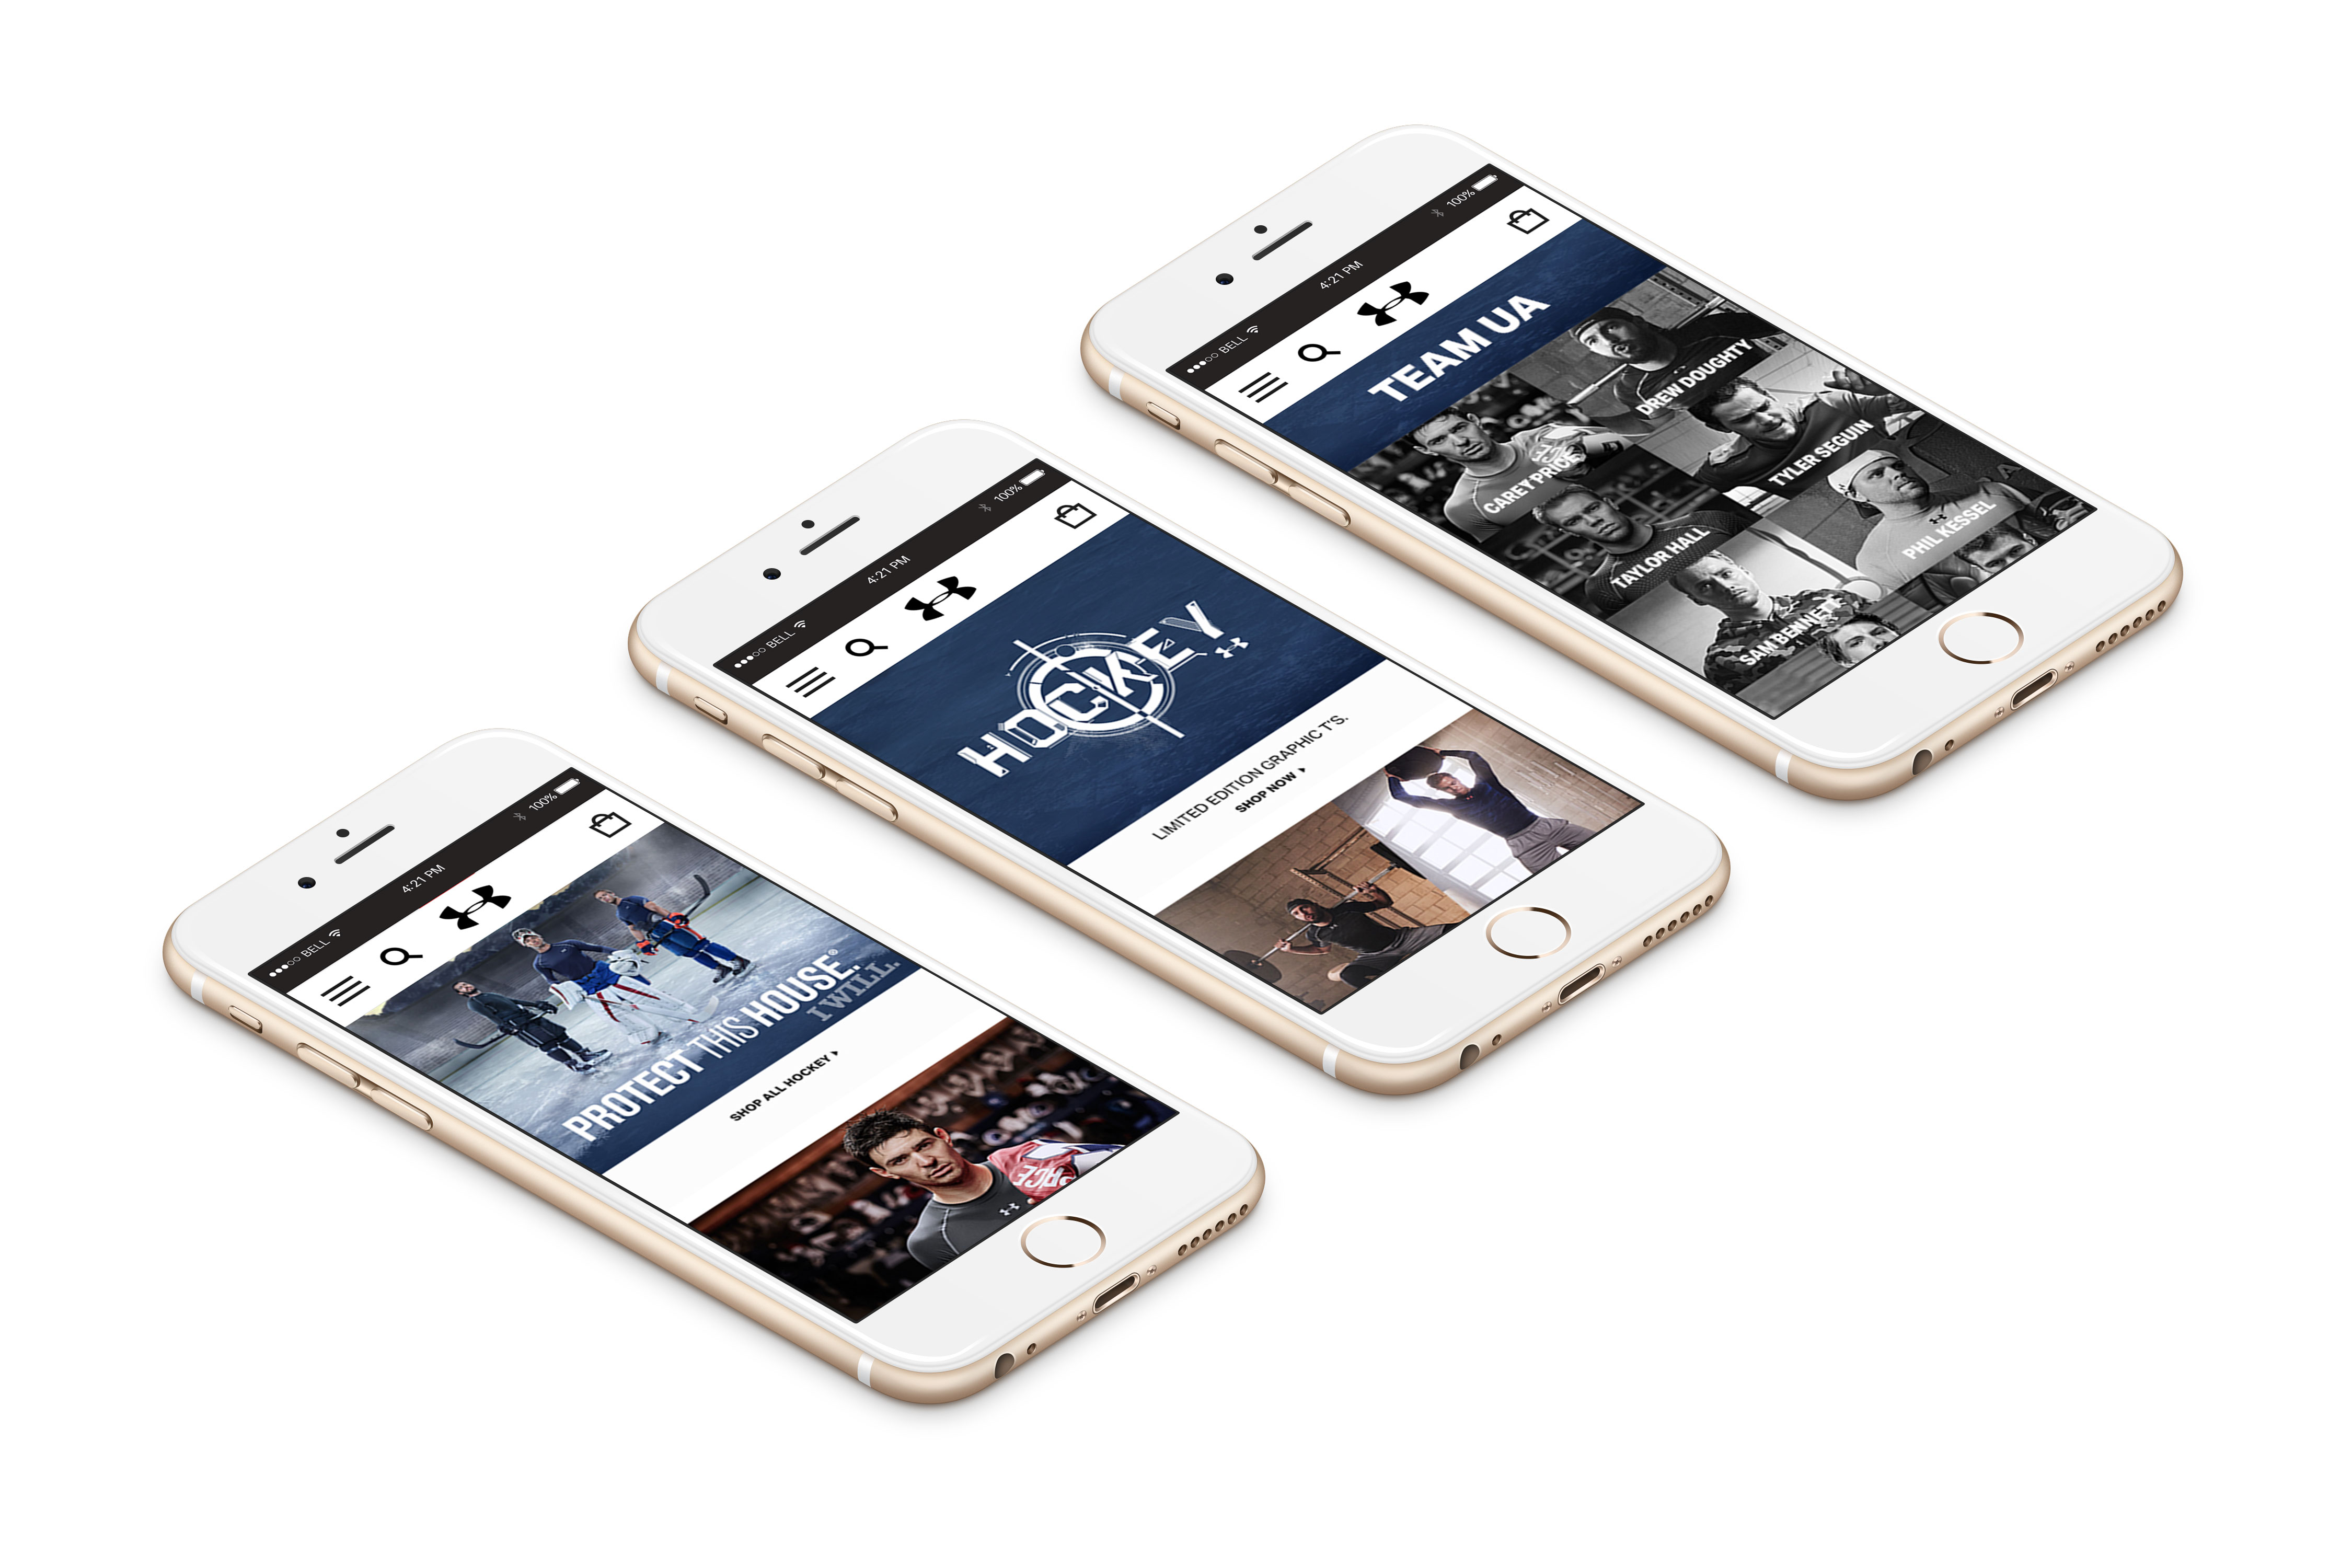 BELL
4:21 PM
100%
PROTECT THIS HOUSE.®
I WILL.
SHOP ALL HOCKEY
PRICE
BELL
4:21 PM
100%
HOCKEY
LIMITED EDITION GRAPHIC T'S.
SHOP NOW
BELL
4:21 PM
100%
TEAM UA
CAREY PRICE
DREW DOUGHTY
TAYLOR HALL
TYLER SEGUIN
SAM BENNETT
PHIL KESSEL